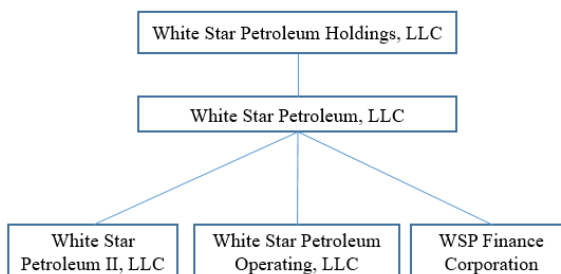 White Star Petroleum Holdings, LLC
White Star Petroleum, LLC
White Star
Petroleum II, LLC
White Star Petroleum
Operating, LLC
WSP Finance
Corporation